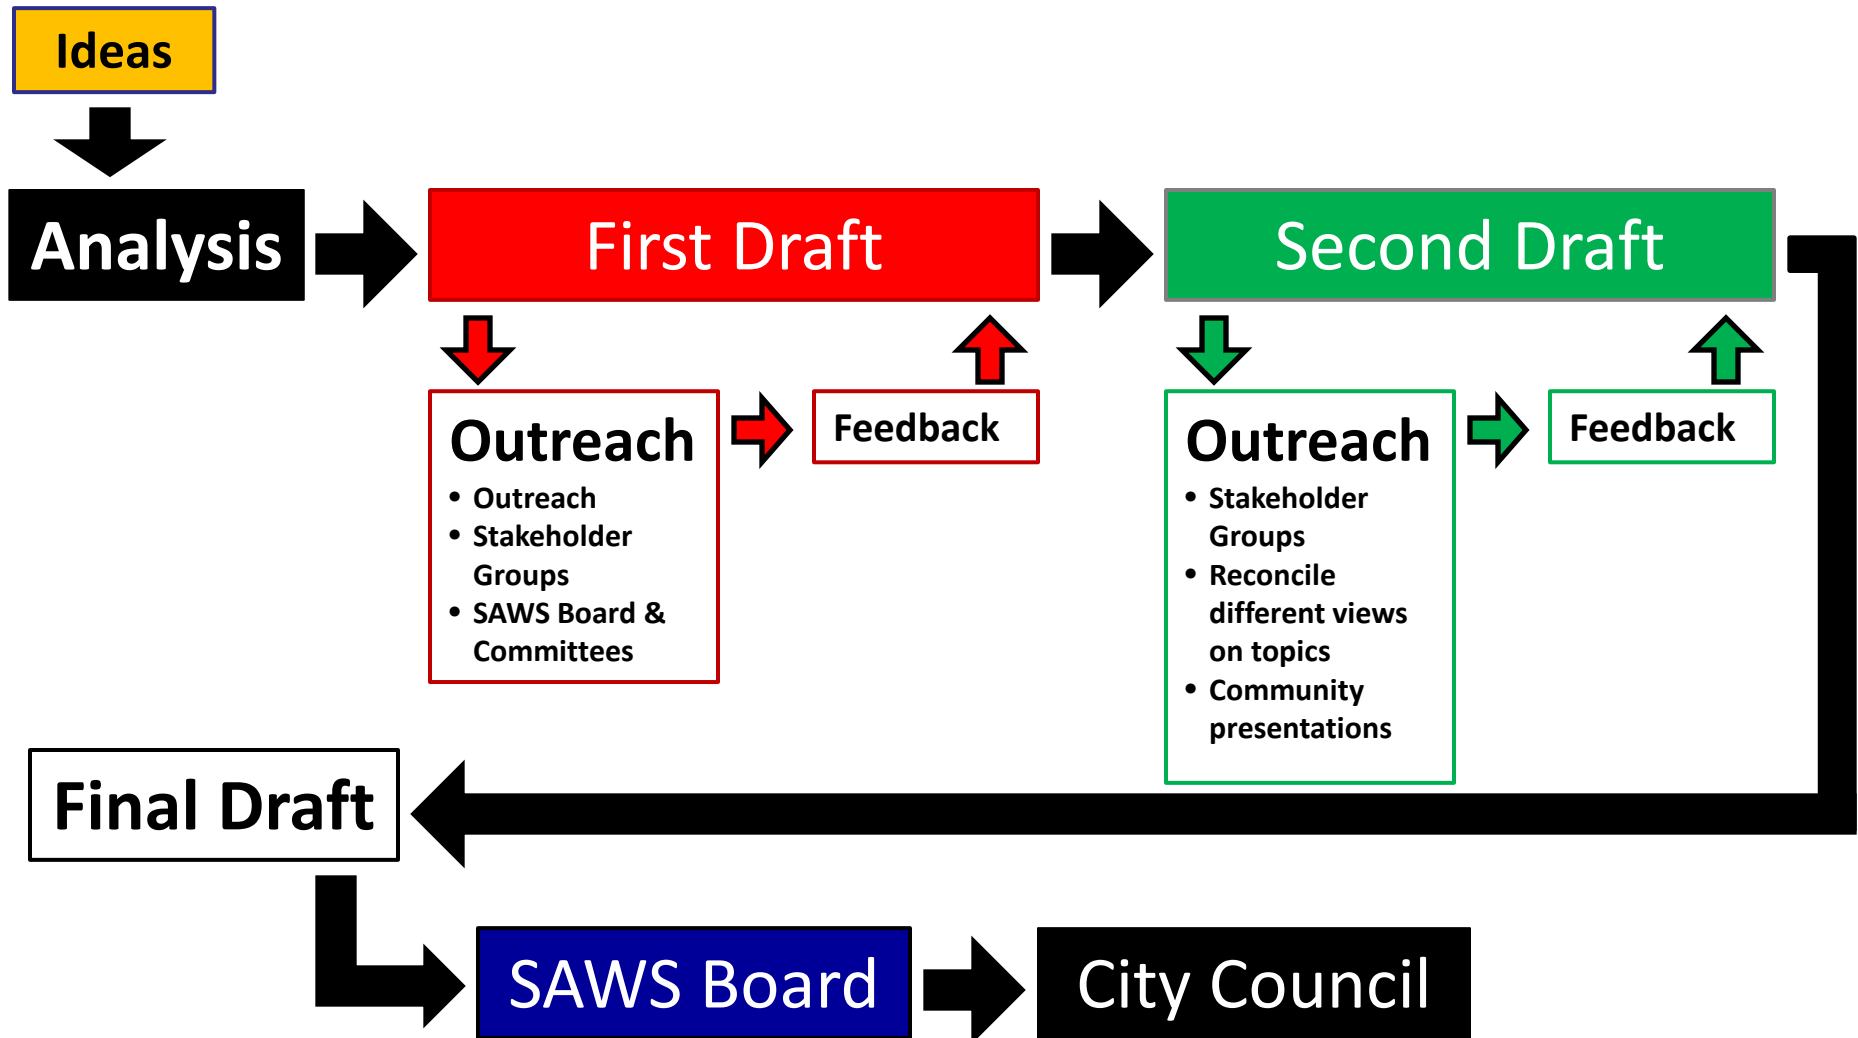 Ideas
Analysis
First Draft
Second Draft
Outreach
• Outreach
• Stakeholder
Groups
• SAWS Board &
Committees
Feedback
Outreach
• Stakeholder
Groups
• Reconcile
different views
on topics
• Community
presentations
Feedback
Final Draft
SAWS Board
City Council